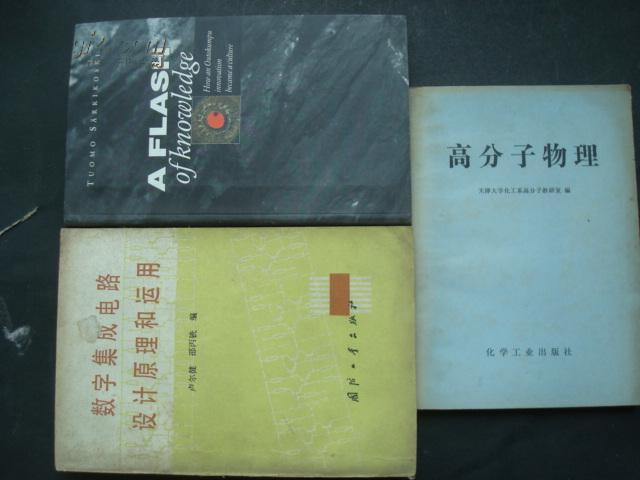 TUOMO SÄRKIKOSKI
A FLASH
of knowledge
How an Outokumpu
innovation
became a culture
高分子物理
天津大学化工系高分子教研室 编
化学工业出版社
数字集成电路
设计原理和运用
卢尔健 邵丙铁 编
国防工业出版社